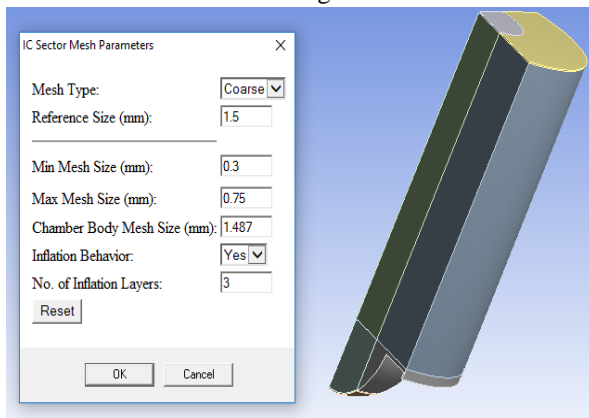 IC Sector Mesh Parameters X
Mesh Type: Coarse
Reference Size (mm): 1.5
Min Mesh Size (mm): 0.3
Max Mesh Size (mm): 0.75
Chamber Body Mesh Size (mm): 1.487
Inflation Behavior: Yes
No. of Inflation Layers: 3
Reset
OK Cancel